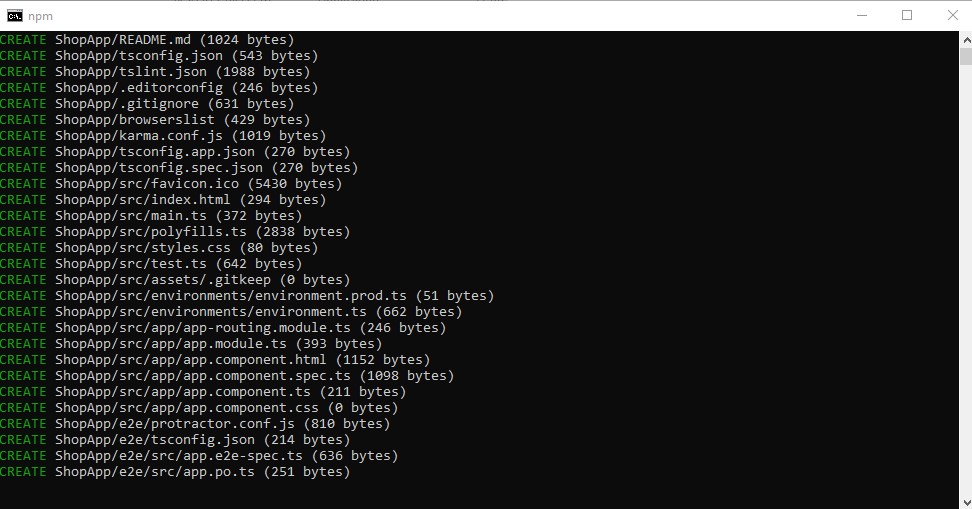 npm
CREATE ShopApp/README.md (1024 bytes)
CREATE ShopApp/tsconfig.json (543 bytes)
CREATE ShopApp/tslint.json (1988 bytes)
CREATE ShopApp/.editorconfig (246 bytes)
CREATE ShopApp/.gitignore (631 bytes)
CREATE ShopApp/browserslist (429 bytes)
CREATE ShopApp/karma.conf.js (1019 bytes)
CREATE ShopApp/tsconfig.app.json (270 bytes)
CREATE ShopApp/tsconfig.spec.json (270 bytes)
CREATE ShopApp/src/favicon.ico (5430 bytes)
CREATE ShopApp/src/index.html (294 bytes)
CREATE ShopApp/src/main.ts (372 bytes)
CREATE ShopApp/src/polyfills.ts (2838 bytes)
CREATE ShopApp/src/styles.css (80 bytes)
CREATE ShopApp/src/test.ts (642 bytes)
CREATE ShopApp/src/assets/.gitkeep (0 bytes)
CREATE ShopApp/src/environments/environment.prod.ts (51 bytes)
CREATE ShopApp/src/environments/environment.ts (662 bytes)
CREATE ShopApp/src/app/app-routing.module.ts (246 bytes)
CREATE ShopApp/src/app/app.module.ts (393 bytes)
CREATE ShopApp/src/app/app.component.html (1152 bytes)
CREATE ShopApp/src/app/app.component.spec.ts (1098 bytes)
CREATE ShopApp/src/app/app.component.ts (211 bytes)
CREATE ShopApp/src/app/app.component.css (0 bytes)
CREATE ShopApp/e2e/protractor.conf.js (810 bytes)
CREATE ShopApp/e2e/tsconfig.json (214 bytes)
CREATE ShopApp/e2e/src/app.e2e-spec.ts (636 bytes)
CREATE ShopApp/e2e/src/app.po.ts (251 bytes)